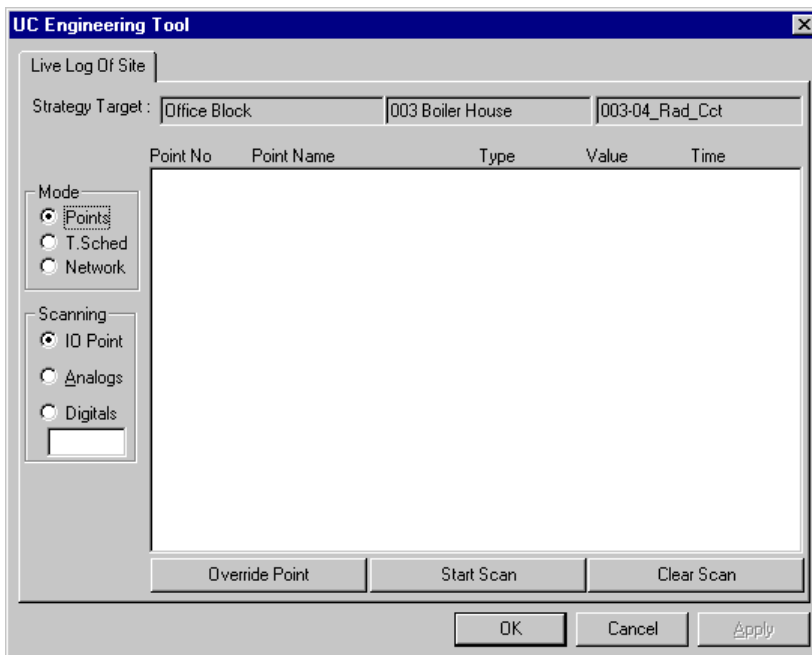 UC Engineering Tool
Live Log Of Site
Strategy Target : Office Block 003 Boiler House 003-04_Rad_Cct
Point No Point Name Type Value Time
Mode
Points
T.Sched
Network
Scanning
IO Point
Analogs
Digitals
Override Point Start Scan Clear Scan
OK Cancel Apply